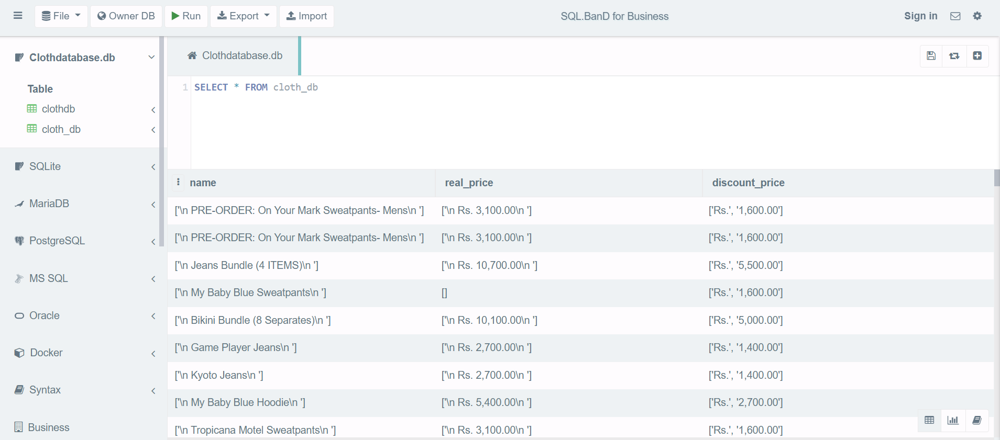 File Owner DB Run Export Import SQL.BanD for Business Sign in
Clothdatabase.db
Table
clothdb
cloth_db
SQLite
MariaDB
PostgreSQL
MS SQL
Oracle
Docker
Syntax
Business
Clothdatabase.db
1 SELECT * FROM cloth_db
name real_price discount_price
['\n PRE-ORDER: On Your Mark Sweatpants- Mens\n '] ['\n Rs. 3,100.00\n '] ['Rs.', '1,600.00']
['\n PRE-ORDER: On Your Mark Sweatpants- Mens\n '] ['\n Rs. 3,100.00\n '] ['Rs.', '1,600.00']
['\n Jeans Bundle (4 ITEMS)\n '] ['\n Rs. 10,700.00\n '] ['Rs.', '5,500.00']
['\n My Baby Blue Sweatpants\n '] [] ['Rs.', '1,600.00']
['\n Bikini Bundle (8 Separates)\n '] ['\n Rs. 10,100.00\n '] ['Rs.', '5,000.00']
['\n Game Player Jeans\n '] ['\n Rs. 2,700.00\n '] ['Rs.', '1,400.00']
['\n Kyoto Jeans\n '] ['\n Rs. 2,700.00\n '] ['Rs.', '1,400.00']
['\n My Baby Blue Hoodie\n '] ['\n Rs. 5,400.00\n '] ['Rs.', '2,700.00']
['\n Tropicana Motel Sweatpants\n '] ['\n Rs. 3,100.00\n '] ['Rs.', '1,600.00']